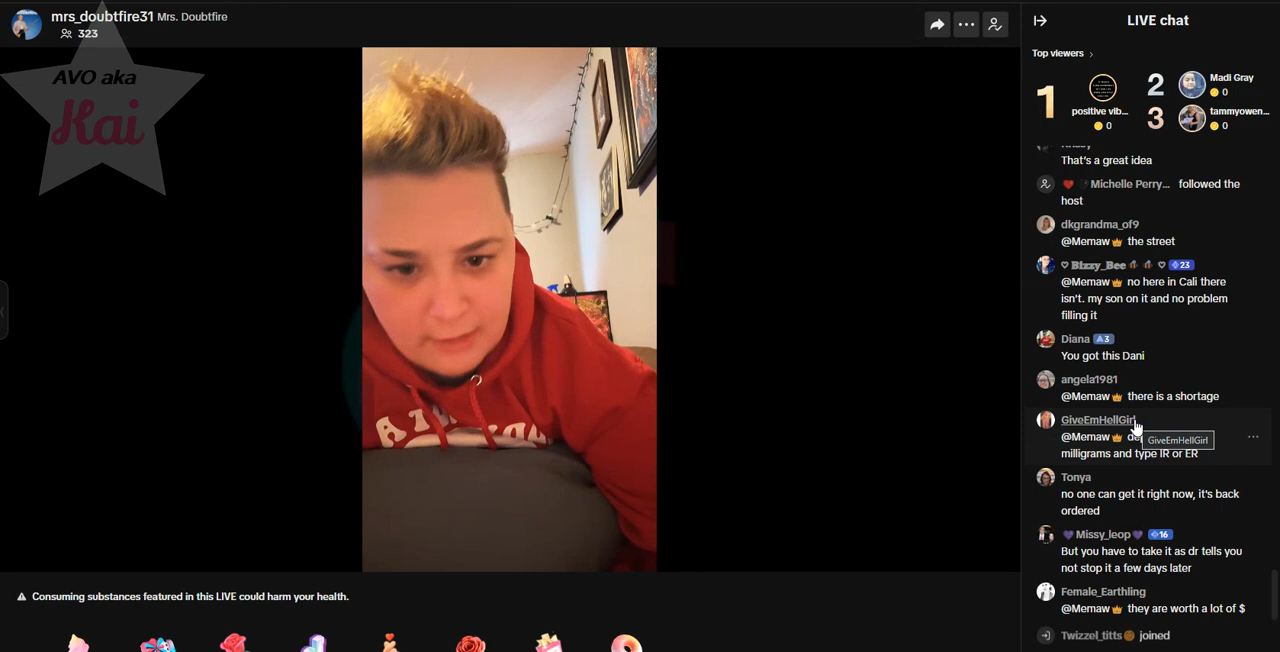 mrs_doubtfire31 Mrs. Doubtfire
323
AVO aka
Kai
LIVE chat
Top viewers
1
positive vib...
0
2
Madi Gray
0
3
tammyowen...
0
That's a great idea
Michelle Perry... followed the
host
dkgrandma_of9
@Memaw the street
Bizzy_Bee 23
@Memaw no here in Cali there
isn't. my son on it and no problem
filling it
Diana 3
You got this Dani
angela1981
@Memaw there is a shortage
GiveEmHellGirl
@Memaw
GiveEmHellGirl
milligrams and type IR or ER
Tonya
no one can get it right now, it's back
ordered
Missy_leop 16
But you have to take it as dr tells you
not stop it a few days later
Female_Earthling
@Memaw they are worth a lot of $
Twizzel_titts joined
Consuming substances featured in this LIVE could harm your health.